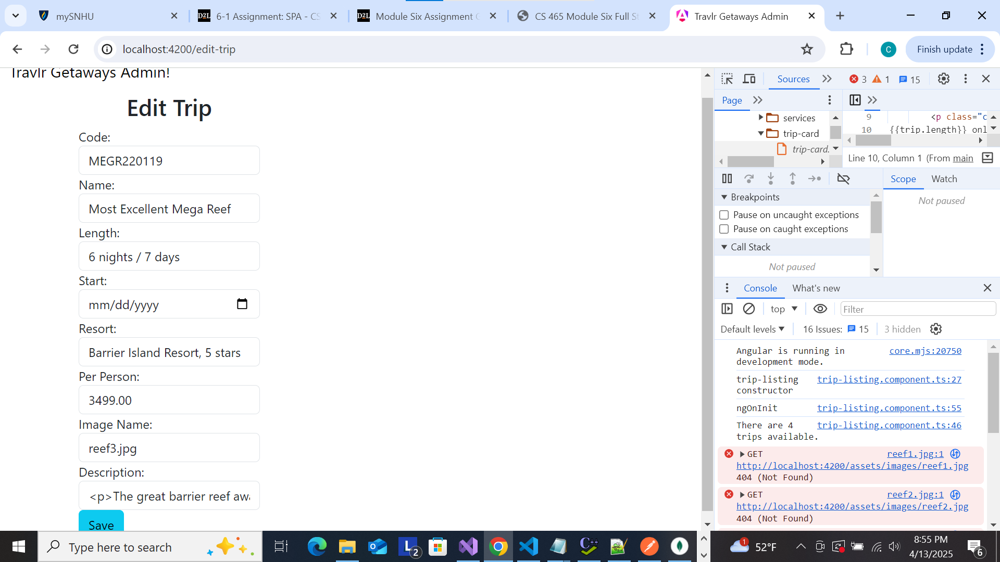 mySNHU
6-1 Assignment: SPA - CS
Module Six Assignment
CS 465 Module Six Full St
Travlr Getaways Admin
localhost:4200/edit-trip
C
Finish update
Travlr Getaways Admin!
Edit Trip
Code:
MEGR220119
Name:
Most Excellent Mega Reef
Length:
6 nights / 7 days
Start:
mm/dd/yyyy
Resort:
Barrier Island Resort, 5 stars
Per Person:
3499.00
Image Name:
reef3.jpg
Description:
<p>The great barrier reef awa
Save
Sources
3
1
15
Page
services
trip-card
trip-card.
9 <p class="c
10 {{trip.length}} onl
Line 10, Column 1 (From main
Scope
Watch
Not paused
Breakpoints
Pause on uncaught exceptions
Pause on caught exceptions
Call Stack
Not paused
Console
What's new
top
Filter
Default levels
16 Issues: 15
3 hidden
Angular is running in core.mjs:20750
development mode.
trip-listing trip-listing.component.ts:27
constructor
ngOnInit trip-listing.component.ts:55
There are 4 trip-listing.component.ts:46
trips available.
GET reef1.jpg:1
http://localhost:4200/assets/images/reef1.jpg
404 (Not Found)
GET reef2.jpg:1
http://localhost:4200/assets/images/reef2.jpg
404 (Not Found)
Type here to search
L
2
C++
1
52°F
8:55 PM
4/13/2025
6